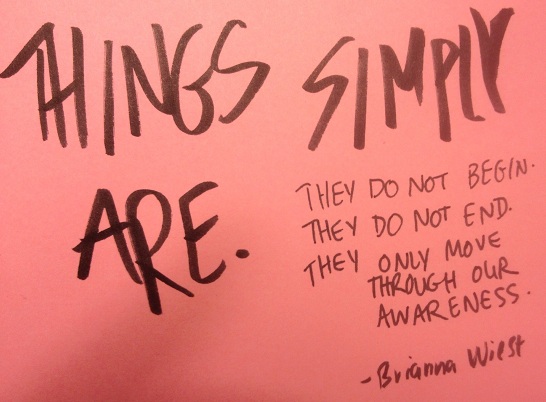 THINGS SIMPLY
ARE.
THEY DO NOT BEGIN.
THEY DO NOT END.
THEY ONLY MOVE
THROUGH OUR
AWARENESS.
-Brianna Wiest